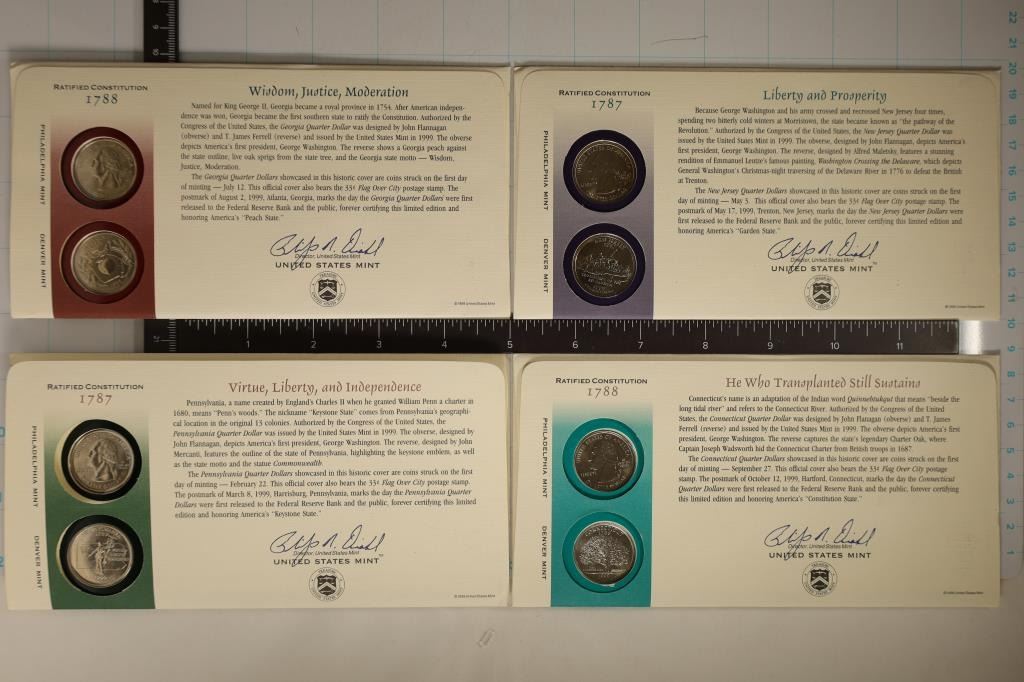 Ratified Constitution
1788
Wisdom, Justice, Moderation
Named for King George II, Georgia became a royal province in 1754. After American indepen-
dence was won, Georgia became the first southern state to ratify the Constitution. Authorized by the
Congress of the United States, the Georgia Quarter Dollar was designed by John Flannagan
(obverse) and T. James Ferrell (reverse) and issued by the United States Mint in 1999. The obverse
depicts America's first president, George Washington. The reverse shows a Georgia peach against
the state outline, live oak sprigs from the state tree, and the Georgia state motto — Wisdom,
Justice, Moderation.
The Georgia Quarter Dollars showcased in this historic cover are coins struck on the first day of
minting — July 12. This official cover also bears the 33¢ Flag Over City postage stamp. The
postmark of August 2, 1999, Atlanta, Georgia, marks the day the Georgia Quarter Dollars were first
released to the Federal Reserve Bank and the public, forever certifying this limited edition and
honoring America's "Peach State."
Philadelphia Mint
Denver Mint
Director, United States Mint
United States Mint
Ratified Constitution
1787
Liberty and Prosperity
Because George Washington and his army crossed and recrossed New Jersey four times,
spending two bitterly cold winters at Morristown, the state became known as "the pathway of the
Revolution." Authorized by the Congress of the United States, the New Jersey Quarter Dollar was
issued by the United States Mint in 1999. The obverse, designed by John Flannagan, depicts America's
first president, George Washington. The reverse, designed by Alfred Maletsky, features a stunning
rendition of Emmanuel Leutze's famous painting, Washington Crossing the Delaware, which depicts
General Washington's Christmas-night traversing of the Delaware River in 1776 to defeat the British
at Trenton.
The New Jersey Quarter Dollars showcased in this historic cover are coins struck on the first
day of minting — May 3. This official cover also bears the 33¢ Flag Over City postage stamp. The
postmark of May 17, 1999, Trenton, New Jersey, marks the day the New Jersey Quarter Dollars were
first released to the Federal Reserve Bank and the public, forever certifying this limited edition and
honoring America's "Garden State."
Philadelphia Mint
Denver Mint
Director, United States Mint
United States Mint
1 2 3 4 5 6 7 8 9 10 11
Ratified Constitution
1787
Virtue, Liberty, and Independence
Pennsylvania, a name created by England's Charles II when he granted William Penn a charter in
1680, means "Penn's woods." The nickname "Keystone State" comes from Pennsylvania's geographi-
cal location in the original 13 colonies. Authorized by the Congress of the United States, the
Pennsylvania Quarter Dollar was issued by the United States Mint in 1999. The obverse, designed by
John Flannagan, depicts America's first president, George Washington. The reverse, designed by John
Mercanti, features the outline of the state of Pennsylvania, highlighting the keystone emblem, as well
as the state motto and the statue Commonwealth.
The Pennsylvania Quarter Dollars showcased in this historic cover are coins struck on the first
day of minting — February 22. This official cover also bears the 33¢ Flag Over City postage stamp.
The postmark of March 8, 1999, Harrisburg, Pennsylvania, marks the day the Pennsylvania Quarter
Dollars were first released to the Federal Reserve Bank and the public, forever certifying this limited
edition and honoring America's "Keystone State."
Philadelphia Mint
Denver Mint
Director, United States Mint
United States Mint
Ratified Constitution
1788
He Who Transplanted Still Sustains
Connecticut's name is an adaptation of the Indian word Quinnehtukqut that means "beside the
long tidal river" and refers to the Connecticut River. Authorized by the Congress of the United
States, the Connecticut Quarter Dollar was designed by John Flanagan (obverse) and T. James
Ferrell (reverse) and issued by the United States Mint in 1999. The obverse depicts America's first
president, George Washington. The reverse captures the state's legendary Charter Oak, where
Captain Joseph Wadsworth hid the Connecticut Charter from British troops in 1687.
The Connecticut Quarter Dollars showcased in this historic cover are coins struck on the first
day of minting — September 27. This official cover also bears the 33¢ Flag Over City postage
stamp. The postmark of October 12, 1999, Hartford, Connecticut, marks the day the Connecticut
Quarter Dollars were first released to the Federal Reserve Bank and the public, forever certifying
this limited edition and honoring America's "Constitution State."
Philadelphia Mint
Denver Mint
Director, United States Mint
United States Mint